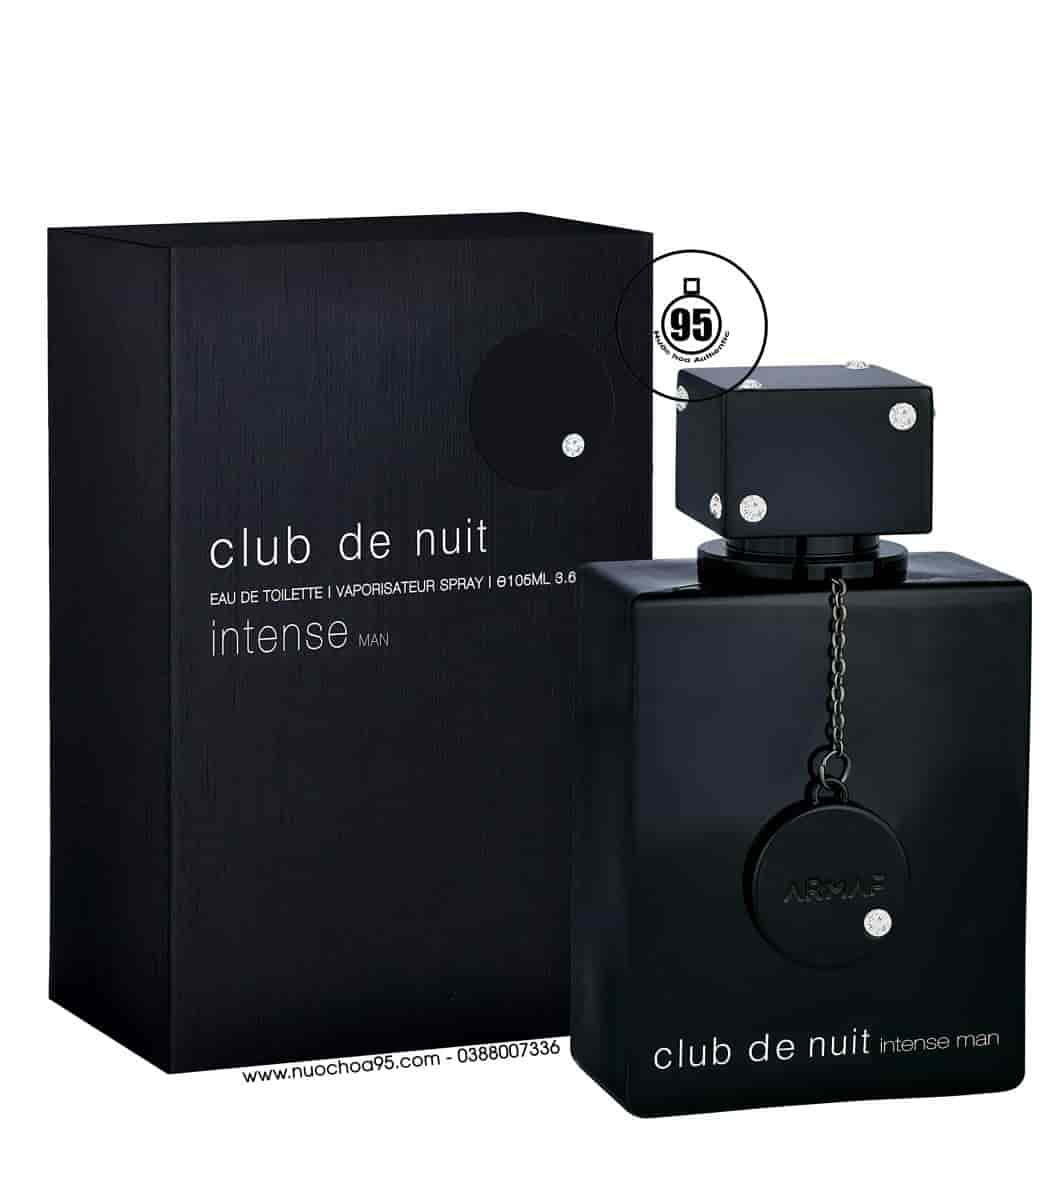 95
Nước hoa Authentic
club de nuit
EAU DE TOILETTE | VAPORISATEUR SPRAY | ℮105ML 3.6
intense MAN
ARMAF
club de nuit intense man
www.nuochoa95.com - 0388007336